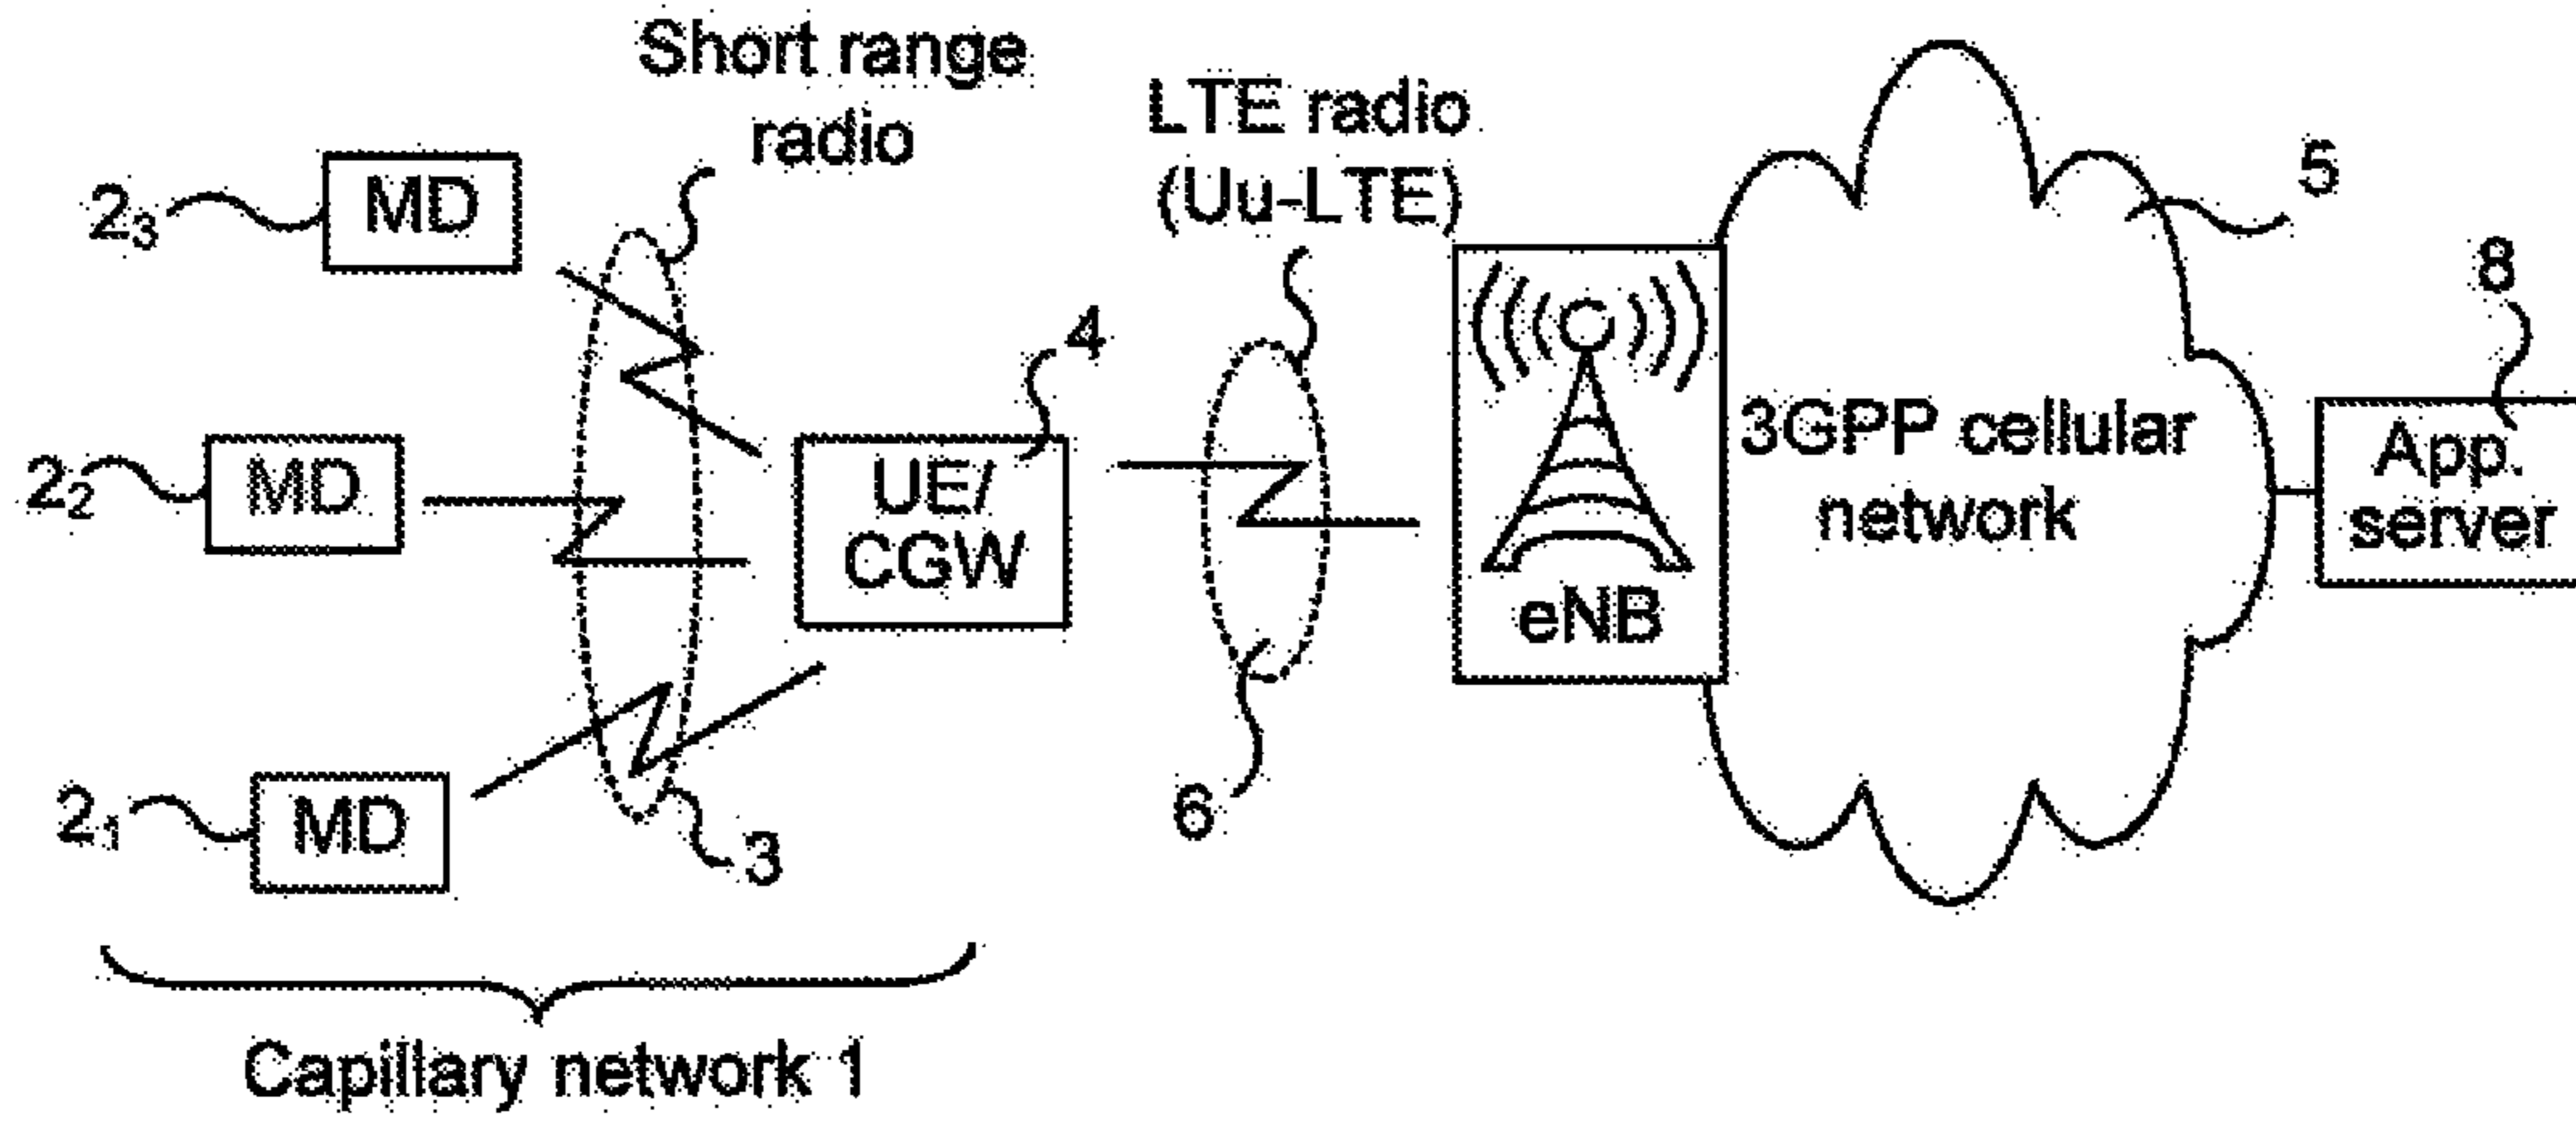 Short range
radio
LTE radio
(Uu-LTE)
5
2₃ MD
8
4
2₂ MD
UE/
CGW
3GPP cellular
network
App.
server
eNB
6
2₁ MD
3
Capillary network 1